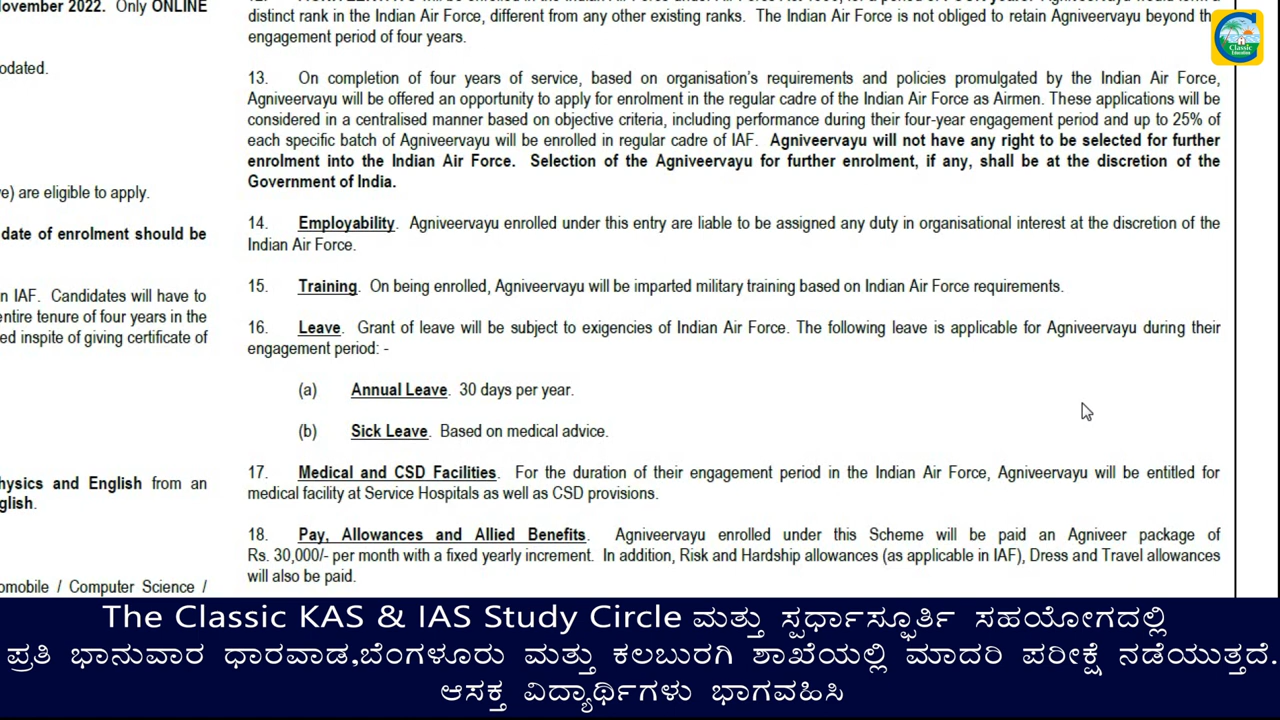 ovember 2022. Only ONLINE
odated.
ve) are eligible to apply.
date of enrolment should be
n IAF. Candidates will have to
entire tenure of four years in the
ed inspite of giving certificate of
hysics and English from an
glish.
omobile / Computer Science /
distinct rank in the Indian Air Force, different from any other existing ranks. The Indian Air Force is not obliged to retain Agniveervayu beyond the
engagement period of four years.
13. On completion of four years of service, based on organisation's requirements and policies promulgated by the Indian Air Force,
Agniveervayu will be offered an opportunity to apply for enrolment in the regular cadre of the Indian Air Force as Airmen. These applications will be
considered in a centralised manner based on objective criteria, including performance during their four-year engagement period and up to 25% of
each specific batch of Agniveervayu will be enrolled in regular cadre of IAF. Agniveervayu will not have any right to be selected for further
enrolment into the Indian Air Force. Selection of the Agniveervayu for further enrolment, if any, shall be at the discretion of the
Government of India.
14. Employability. Agniveervayu enrolled under this entry are liable to be assigned any duty in organisational interest at the discretion of the
Indian Air Force.
15. Training. On being enrolled, Agniveervayu will be imparted military training based on Indian Air Force requirements.
16. Leave. Grant of leave will be subject to exigencies of Indian Air Force. The following leave is applicable for Agniveervayu during their
engagement period: -
(a) Annual Leave. 30 days per year.
(b) Sick Leave. Based on medical advice.
17. Medical and CSD Facilities. For the duration of their engagement period in the Indian Air Force, Agniveervayu will be entitled for
medical facility at Service Hospitals as well as CSD provisions.
18. Pay, Allowances and Allied Benefits. Agniveervayu enrolled under this Scheme will be paid an Agniveer package of
Rs. 30,000/- per month with a fixed yearly increment. In addition, Risk and Hardship allowances (as applicable in IAF), Dress and Travel allowances
will also be paid.
Classic
Education
The Classic KAS & IAS Study Circle ಮತ್ತು ಸ್ಪರ್ಧಾಸ್ಫೂರ್ತಿ ಸಹಯೋಗದಲ್ಲಿ
ಪ್ರತಿ ಭಾನುವಾರ ಧಾರವಾಡ,ಬೆಂಗಳೂರು ಮತ್ತು ಕಲಬುರಗಿ ಶಾಖೆಯಲ್ಲಿ ಮಾದರಿ ಪರೀಕ್ಷೆ ನಡೆಯುತ್ತದೆ.
ಆಸಕ್ತ ವಿದ್ಯಾರ್ಥಿಗಳು ಭಾಗವಹಿಸಿ